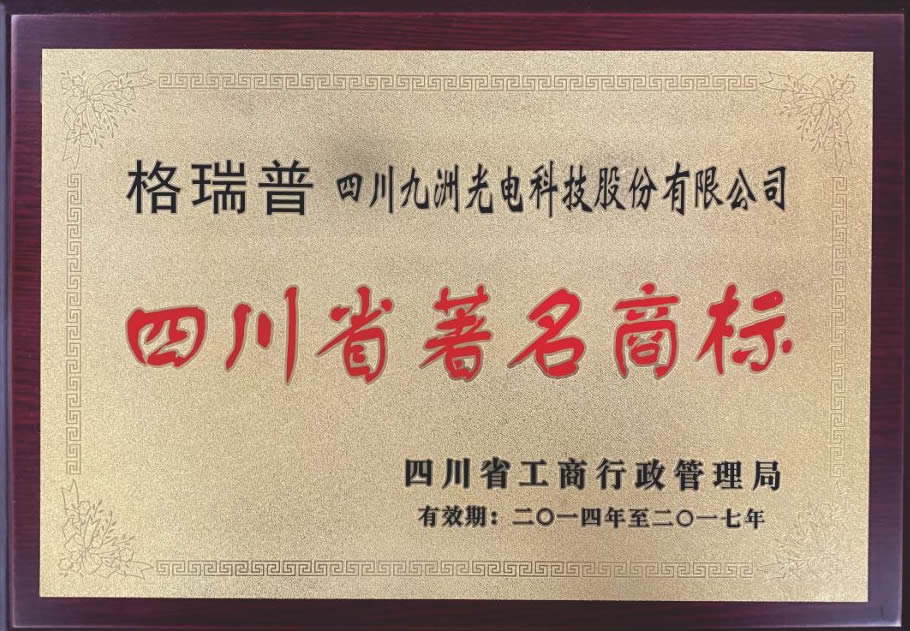 格瑞普 四川九洲光电科技股份有限公司
四川省著名商标
四川省工商行政管理局
有效期：二〇一四年至二〇一七年